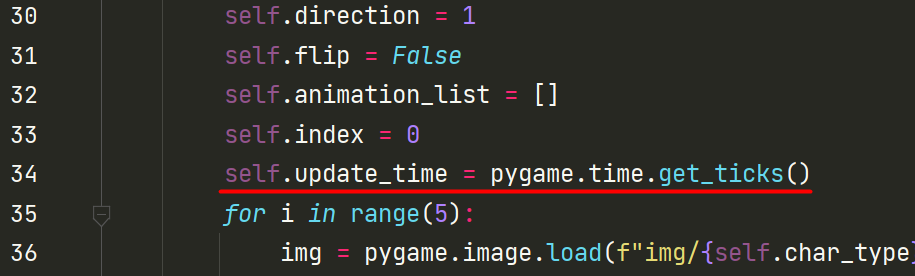 30 self.direction = 1
31 self.flip = False
32 self.animation_list = []
33 self.index = 0
34 self.update_time = pygame.time.get_ticks()
35 for i in range(5):
36 img = pygame.image.load(f"img/{self.char_type}